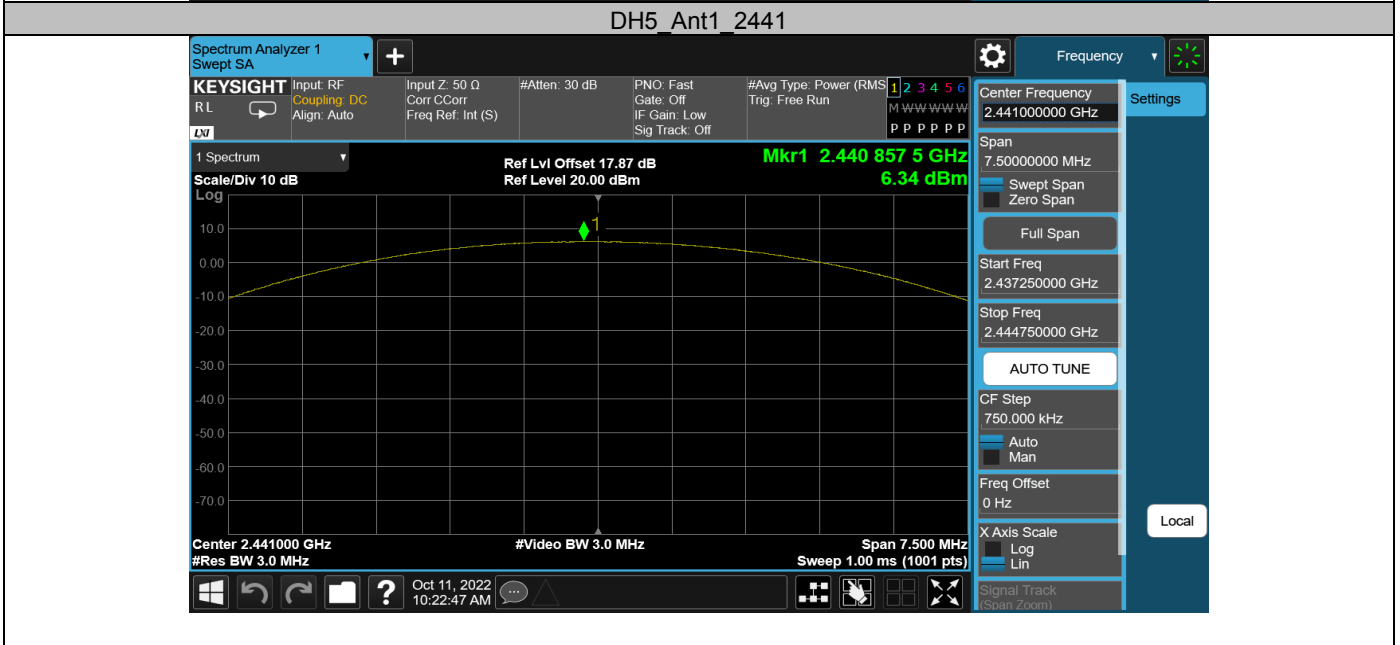 DH5_Ant1_2441
Spectrum Analyzer 1
Swept SA
+
Frequency
KEYSIGHT
R L
LXI
Input: RF
Coupling: DC
Align: Auto
Input Z: 50 Ω
Corr CCorr
Freq Ref: Int (S)
#Atten: 30 dB
PNO: Fast
Gate: Off
IF Gain: Low
Sig Track: Off
#Avg Type: Power (RMS
Trig: Free Run
1 2 3 4 5 6
M W W W W W
P P P P P P
1 Spectrum
Scale/Div 10 dB
Ref Lvl Offset 17.87 dB
Ref Level 20.00 dBm
Mkr1 2.440 857 5 GHz
6.34 dBm
Log
1
10.0
0.00
-10.0
-20.0
-30.0
-40.0
-50.0
-60.0
-70.0
Center 2.441000 GHz
#Res BW 3.0 MHz
#Video BW 3.0 MHz
Span 7.500 MHz
Sweep 1.00 ms (1001 pts)
Center Frequency
2.441000000 GHz
Span
7.50000000 MHz
Swept Span
Zero Span
Full Span
Start Freq
2.437250000 GHz
Stop Freq
2.444750000 GHz
AUTO TUNE
CF Step
750.000 kHz
Auto
Man
Freq Offset
0 Hz
X Axis Scale
Log
Lin
Signal Track
(Span Zoom)
Settings
Local
?
Oct 11, 2022
10:22:47 AM